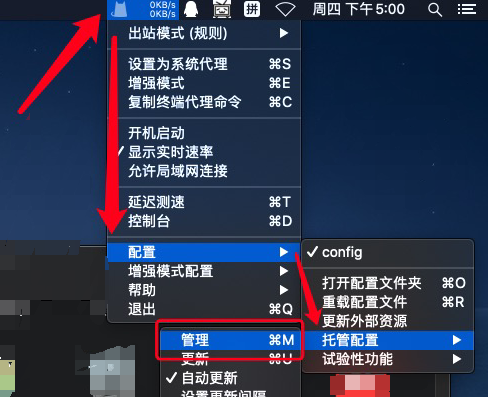 0KB/s
0KB/s
拼
周四 下午5:00
出站模式 (规则)
设置为系统代理 ⌘S
增强模式 ⌘E
复制终端代理命令 ⌘C
开机启动
✓ 显示实时速率
允许局域网连接
延迟测速 ⌘T
控制台 ⌘D
配置
✓ config
增强模式配置
打开配置文件夹 ⌘O
帮助
重载配置文件 ⌘R
退出 ⌘Q
更新外部资源
管理 ⌘M
托管配置
更新 ⌘U
试验性功能
✓ 自动更新
设置更新间隔